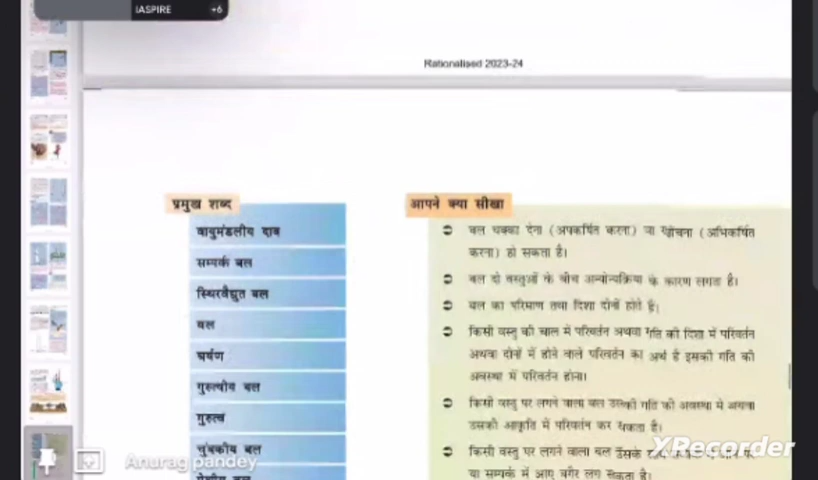 IASPIRE +6
Rationalised 2023-24
प्रमुख शब्द
वायुमंडलीय दाब
सम्पर्क बल
स्थिरवैद्युत बल
बल
घर्षण
गुरुत्वीय बल
गुरुत्व
चुंबकीय बल
आपने क्या सीखा
बल धक्का देना (अपकर्षित करना) या खींचना (अभिकर्षित
करना) हो सकता है।
बल दो वस्तुओं के बीच अन्योन्यक्रिया के कारण लगता है।
बल का परिमाण तथा दिशा दोनों होते हैं।
किसी वस्तु की चाल में परिवर्तन अथवा गति की दिशा में परिवर्तन
अथवा दोनों में होने वाले परिवर्तन का अर्थ है इसकी गति की
अवस्था में परिवर्तन होना।
किसी वस्तु पर लगने वाला बल उसकी गति की अवस्था में अथवा
उसकी आकृति में परिवर्तन कर सकता है।
किसी वस्तु पर लगने वाला बल उसके
या सम्पर्क में आए बगैर लग सकता है।
XRecorder
Anurag pandey